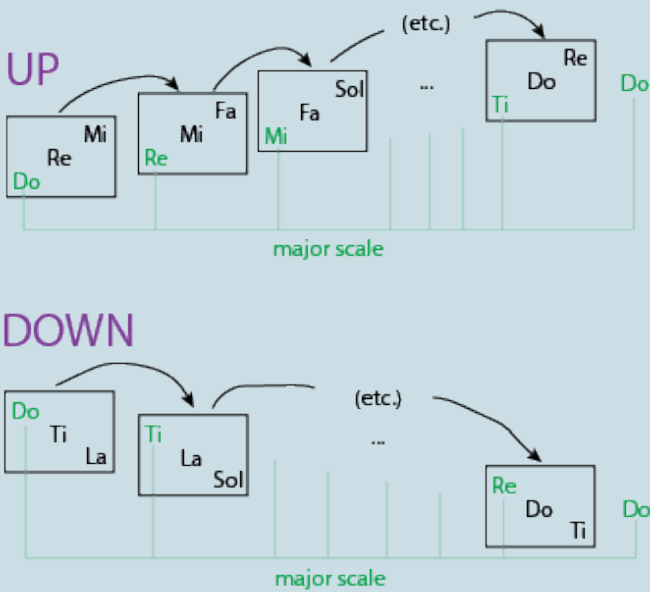 UP
(etc.)
Do Re Mi
Re Mi Fa
Mi Fa Sol
...
Ti Do Re
Do
major scale
DOWN
Do Ti La
Ti La Sol
(etc.)
...
Re Do Ti
Do
major scale